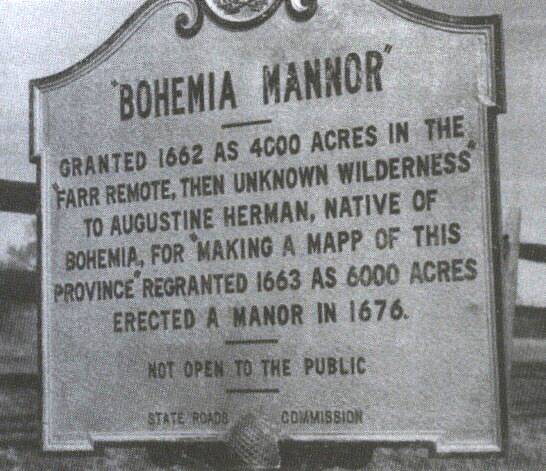 "BOHEMIA MANNOR"
GRANTED 1662 AS 4000 ACRES IN THE
"FARR REMOTE, THEN UNKNOWN WILDERNESS"
TO AUGUSTINE HERMAN, NATIVE OF
BOHEMIA, FOR "MAKING A MAPP OF THIS
PROVINCE" REGRANTED 1663 AS 6000 ACRES
ERECTED A MANOR IN 1676.
NOT OPEN TO THE PUBLIC
STATE ROADS COMMISSION